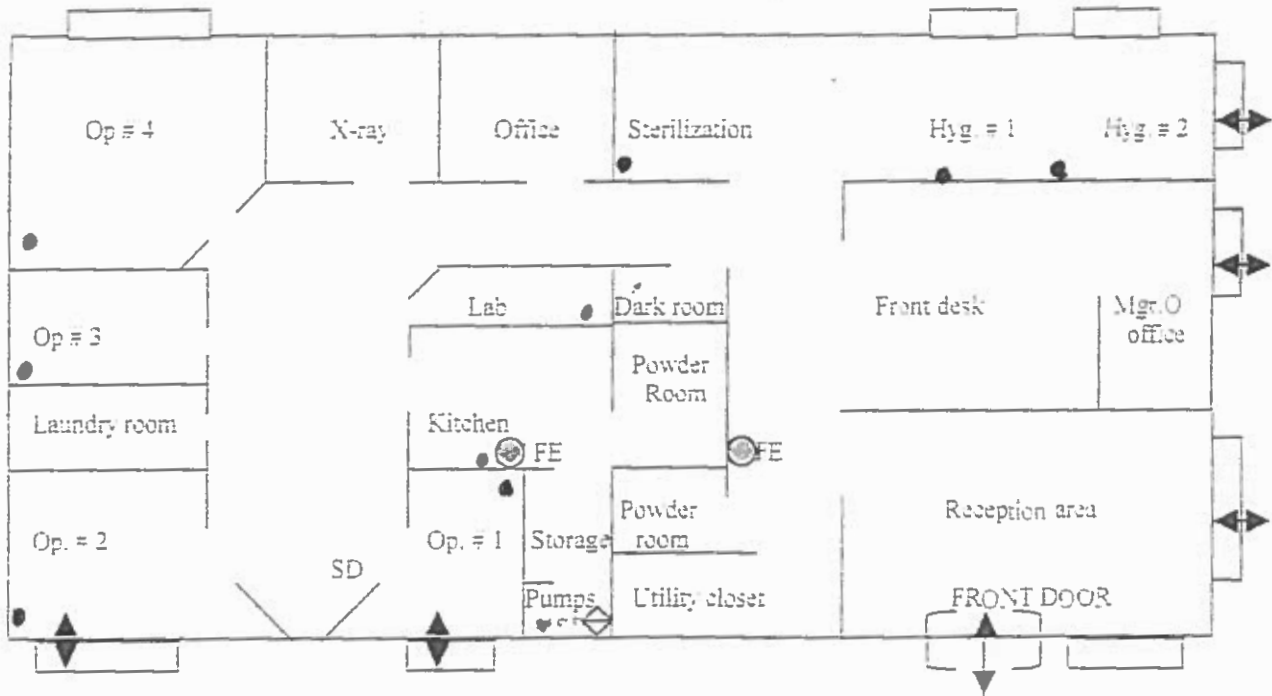 Op # 4
X-ray
Office
Sterilization
Hyg. # 1
Hyg. # 2
Lab
Dark room
Front desk
Mgr.O
office
Op # 3
Powder
Room
Laundry room
Kitchen
FE
FE
Op. # 2
Op. # 1
Storage
Powder
room
Reception area
SD
Pumps
Utility closer
FRONT DOOR